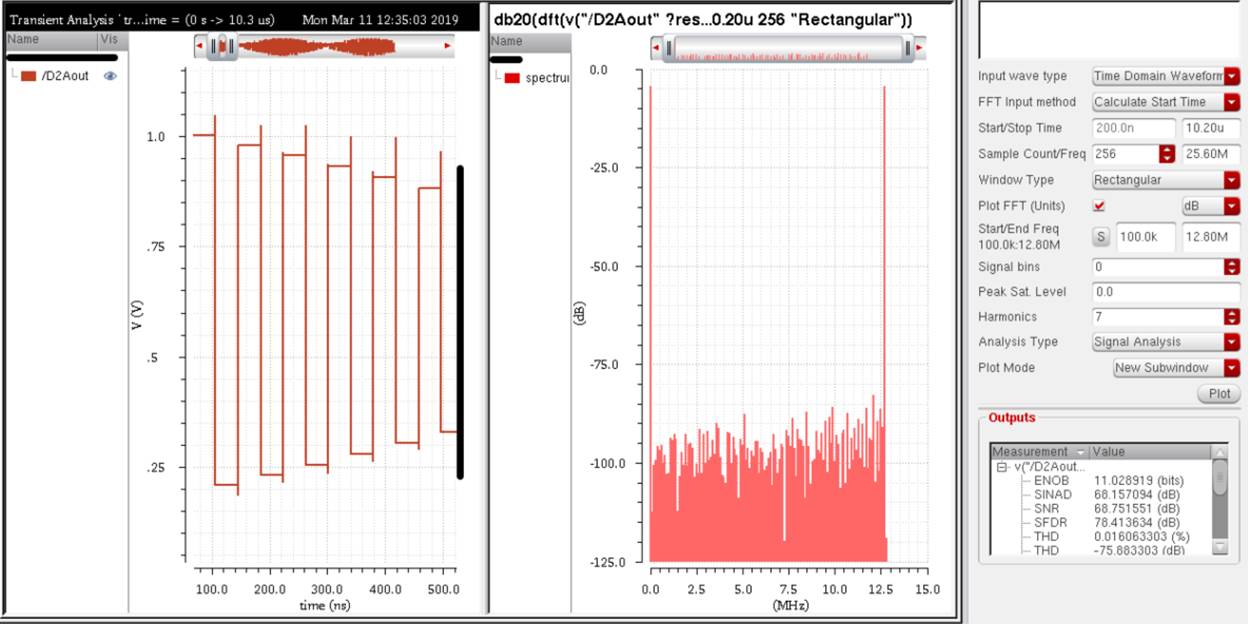 Transient Analysis `tr...ime = (0 s -> 10.3 us) Mon Mar 11 12:35:03 2019
Name Vis
/D2Aout
1.0
.75
.5
.25
V (V)
100.0 200.0 300.0 400.0 500.0
time (ns)
db20(dft(v("/D2Aout" ?res...0.20u 256 "Rectangular"))
Name
spectru
0.0
-25.0
-50.0
-75.0
-100.0
-125.0
(dB)
0.0 2.5 5.0 7.5 10.0 12.5 15.0
(MHz)
Input wave type Time Domain Waveform
FFT Input method Calculate Start Time
Start/Stop Time 200.0n 10.20u
Sample Count/Freq 256 25.60M
Window Type Rectangular
Plot FFT (Units) dB
Start/End Freq
100.0k:12.80M S 100.0k 12.80M
Signal bins 0
Peak Sat. Level 0.0
Harmonics 7
Analysis Type Signal Analysis
Plot Mode New Subwindow
Plot
Outputs
Measurement Value
v("/D2Aout...
ENOB 11.028919 (bits)
SINAD 68.157094 (dB)
SNR 68.751551 (dB)
SFDR 78.413634 (dB)
THD 0.016063303 (%)
THD -75.883303 (dB)